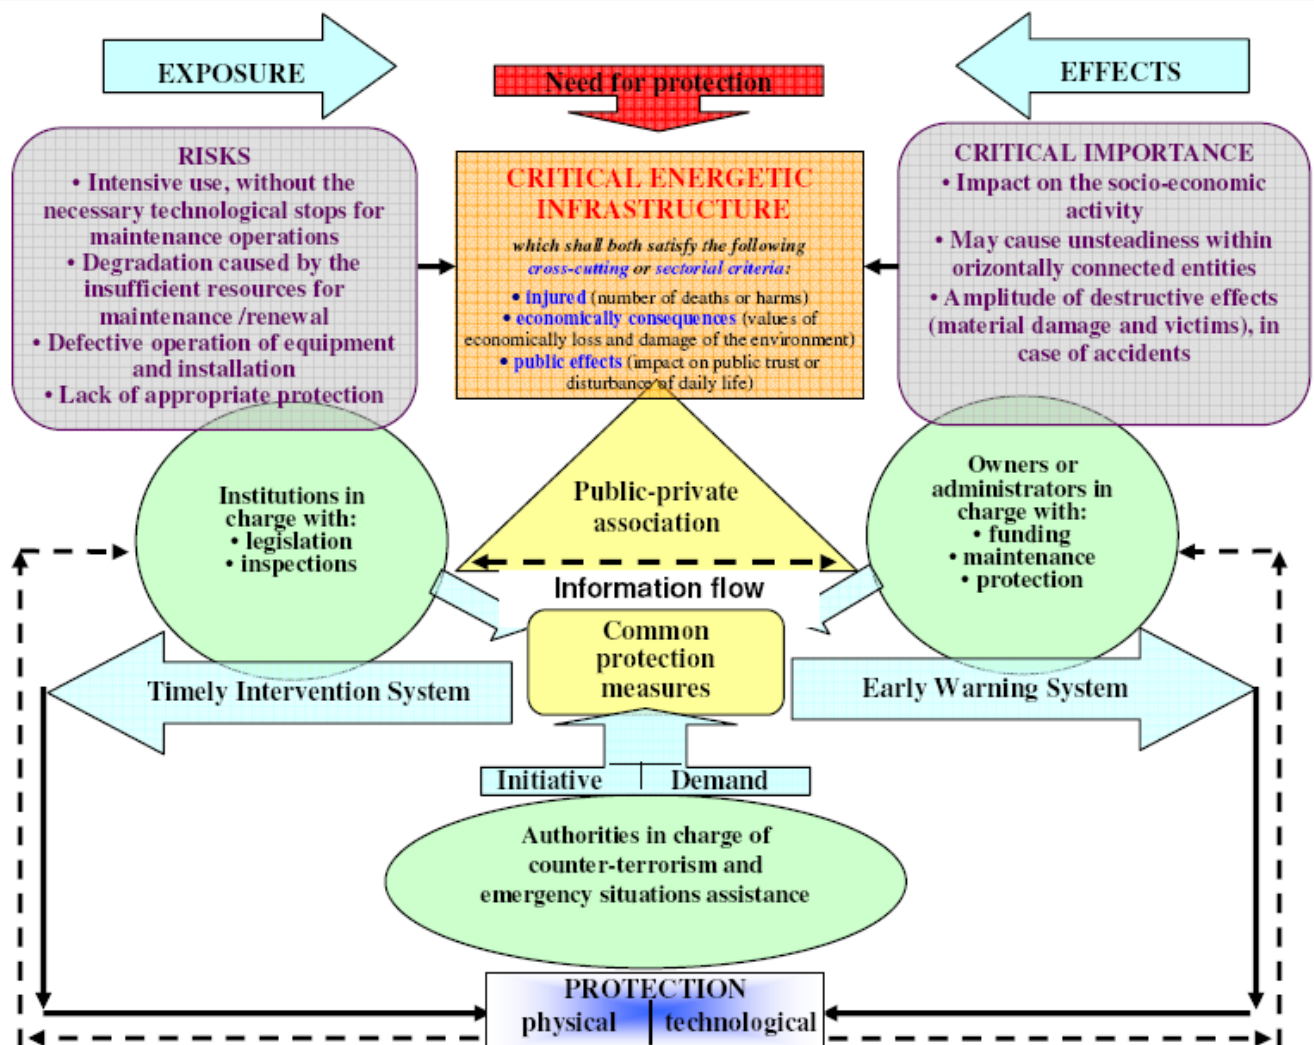 EXPOSURE
Need for protection
EFFECTS
RISKS
• Intensive use, without the
necessary technological stops for
maintenance operations
• Degradation caused by the
insufficient resources for
maintenance /renewal
• Defective operation of equipment
and installation
• Lack of appropriate protection
CRITICAL ENERGETIC
INFRASTRUCTURE
which shall both satisfy the following
cross-cutting or sectorial criteria:
• injured (number of deaths or harms)
• economically consequences (values of
economically loss and damage of the environment)
• public effects (impact on public trust or
disturbance of daily life)
CRITICAL IMPORTANCE
• Impact on the socio-economic
activity
• May cause unsteadiness within
orizontally connected entities
• Amplitude of destructive effects
(material damage and victims), in
case of accidents
Institutions in
charge with:
• legislation
• inspections
Public-private
association
Owners or
administrators in
charge with:
• funding
• maintenance
• protection
Information flow
Common
protection
measures
Timely Intervention System
Early Warning System
Initiative
Demand
Authorities in charge of
counter-terrorism and
emergency situations assistance
PROTECTION
physical
technological